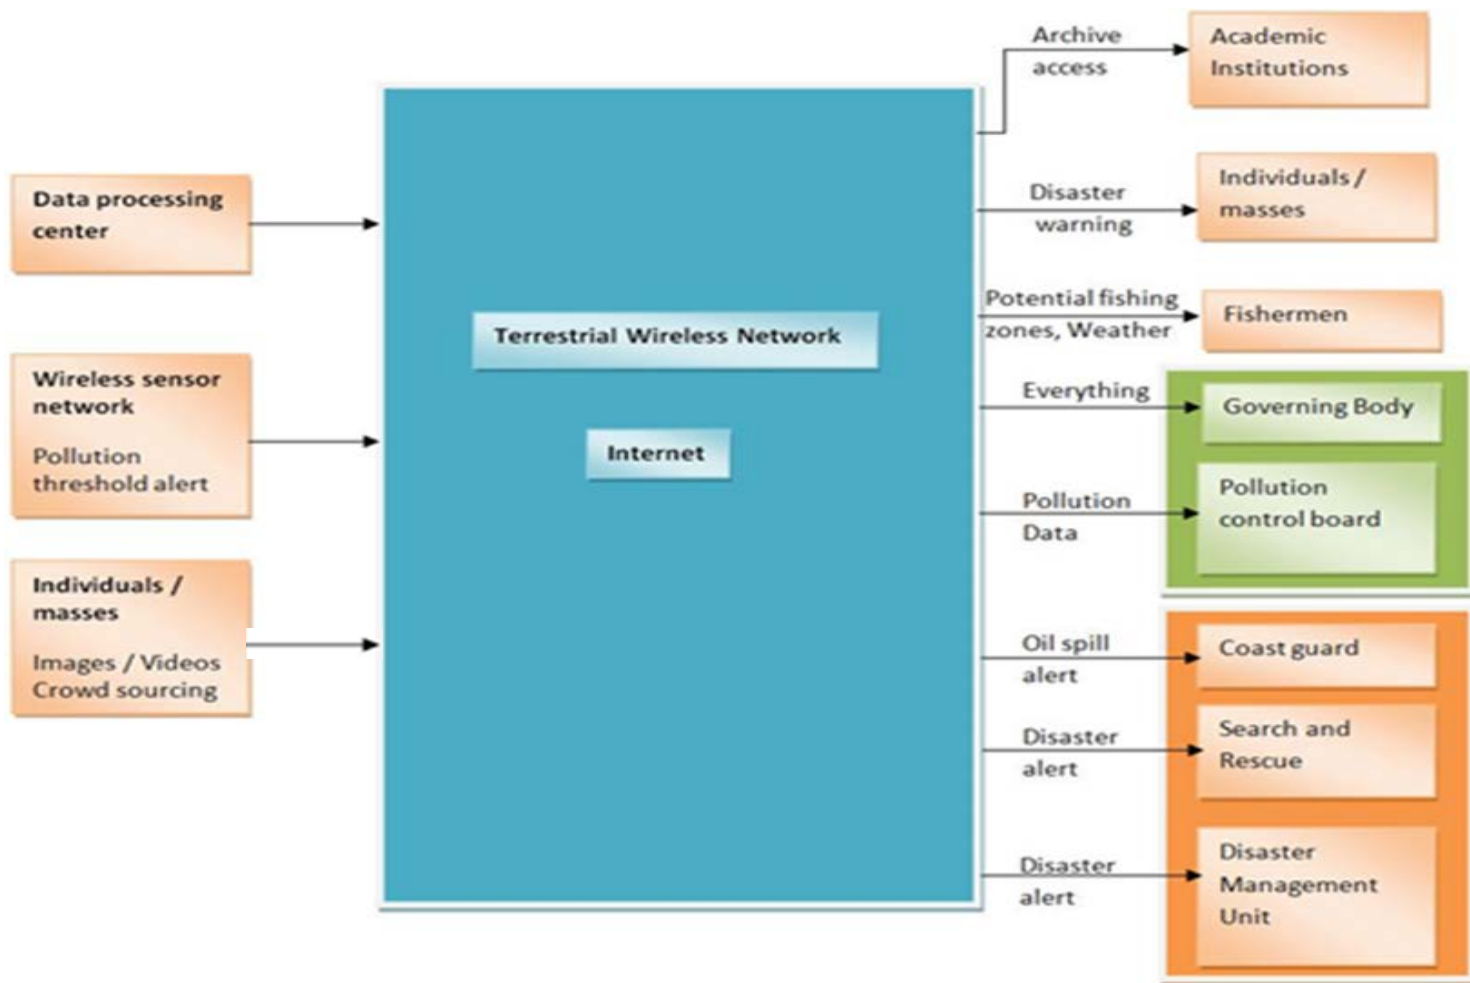 Data processing
center
Wireless sensor
network
Pollution
threshold alert
Individuals /
masses
Images / Videos
Crowd sourcing
Terrestrial Wireless Network
Internet
Archive
access
Academic
Institutions
Disaster
warning
Individuals /
masses
Potential fishing
zones, Weather
Fishermen
Everything
Governing Body
Pollution
Data
Pollution
control board
Oil spill
alert
Coast guard
Disaster
alert
Search and
Rescue
Disaster
alert
Disaster
Management
Unit